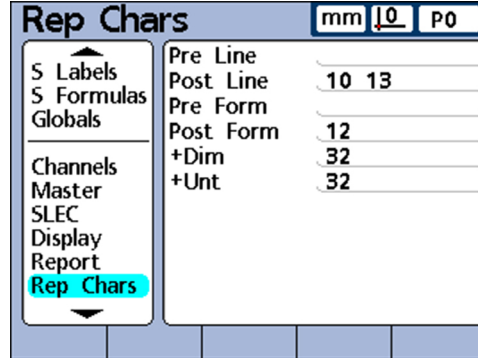 Rep Chars mm 0 P0
S Labels
S Formulas
Globals
Channels
Master
SLEC
Display
Report
Rep Chars
Pre Line
Post Line 10 13
Pre Form
Post Form 12
+Dim 32
+Unt 32